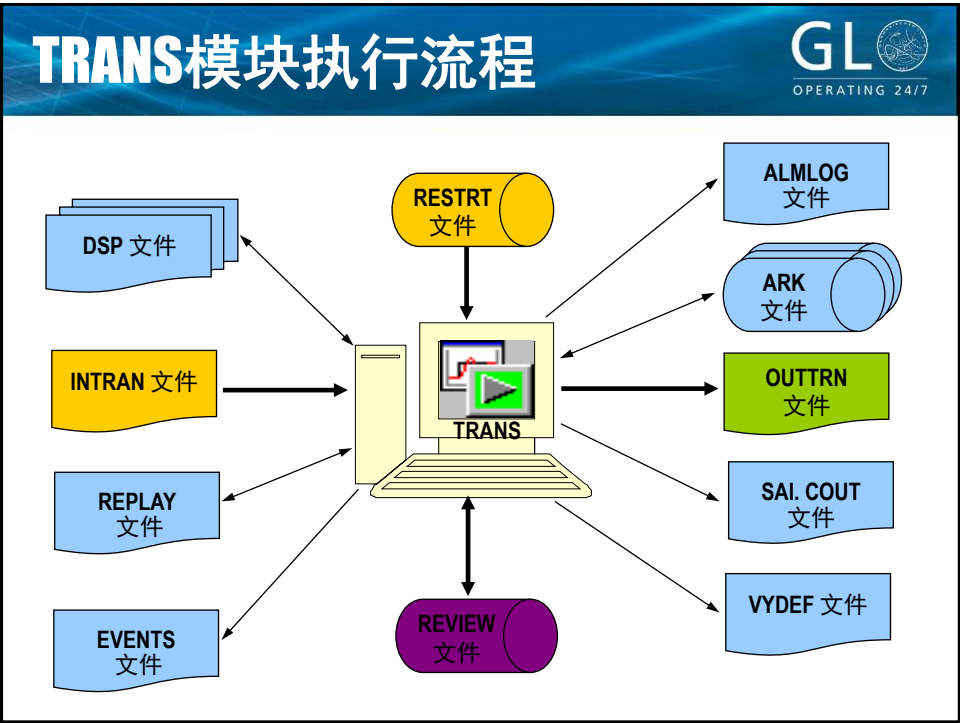 TRANS模块执行流程
GL
OPERATING 24/7
DSP 文件
RESTRT
文件
ALMLOG
文件
ARK
文件
INTRAN 文件
TRANS
OUTTRN
文件
REPLAY
文件
SAI. COUT
文件
EVENTS
文件
REVIEW
文件
VYDEF 文件